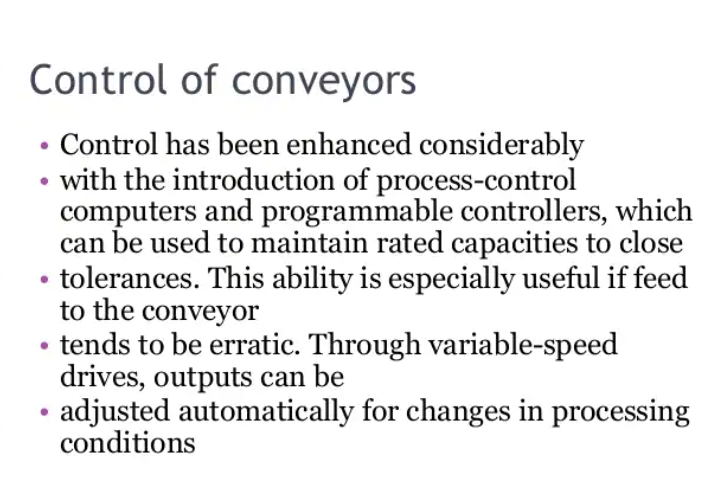 Control of conveyors
• Control has been enhanced considerably
• with the introduction of process-control
computers and programmable controllers, which
can be used to maintain rated capacities to close
• tolerances. This ability is especially useful if feed
to the conveyor
• tends to be erratic. Through variable-speed
drives, outputs can be
• adjusted automatically for changes in processing
conditions